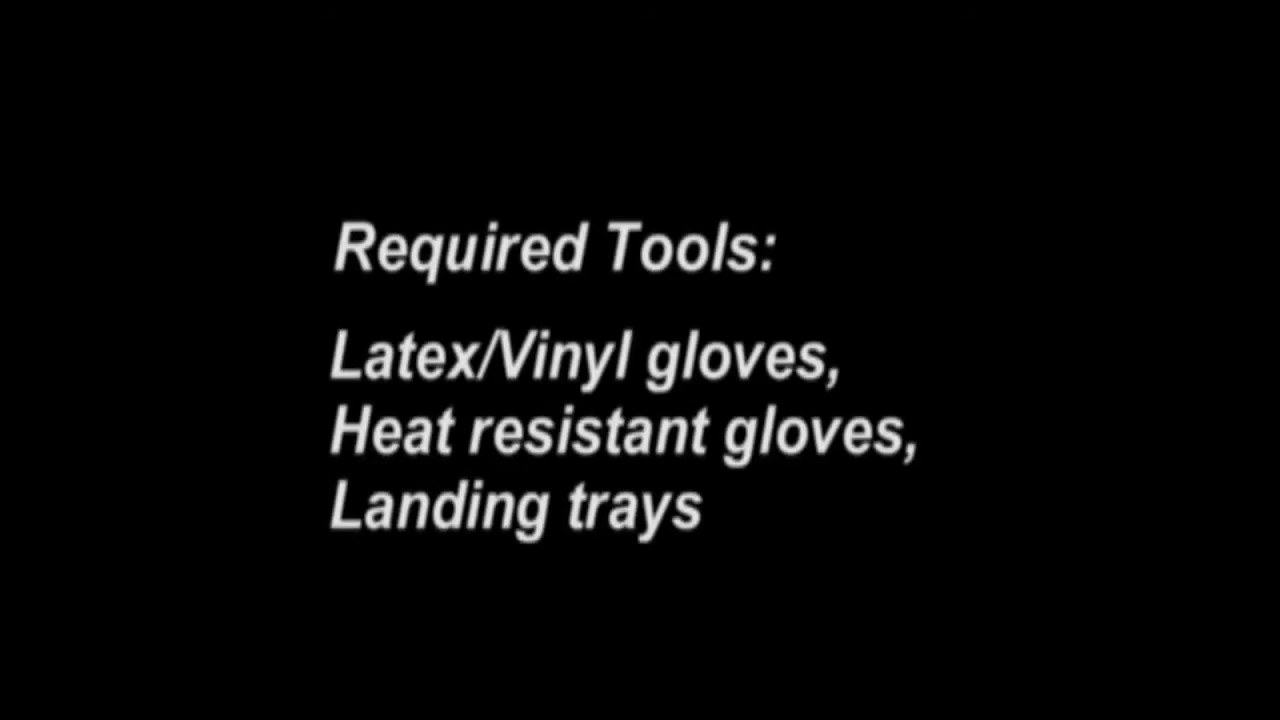 Required Tools:
Latex/Vinyl gloves,
Heat resistant gloves,
Landing trays